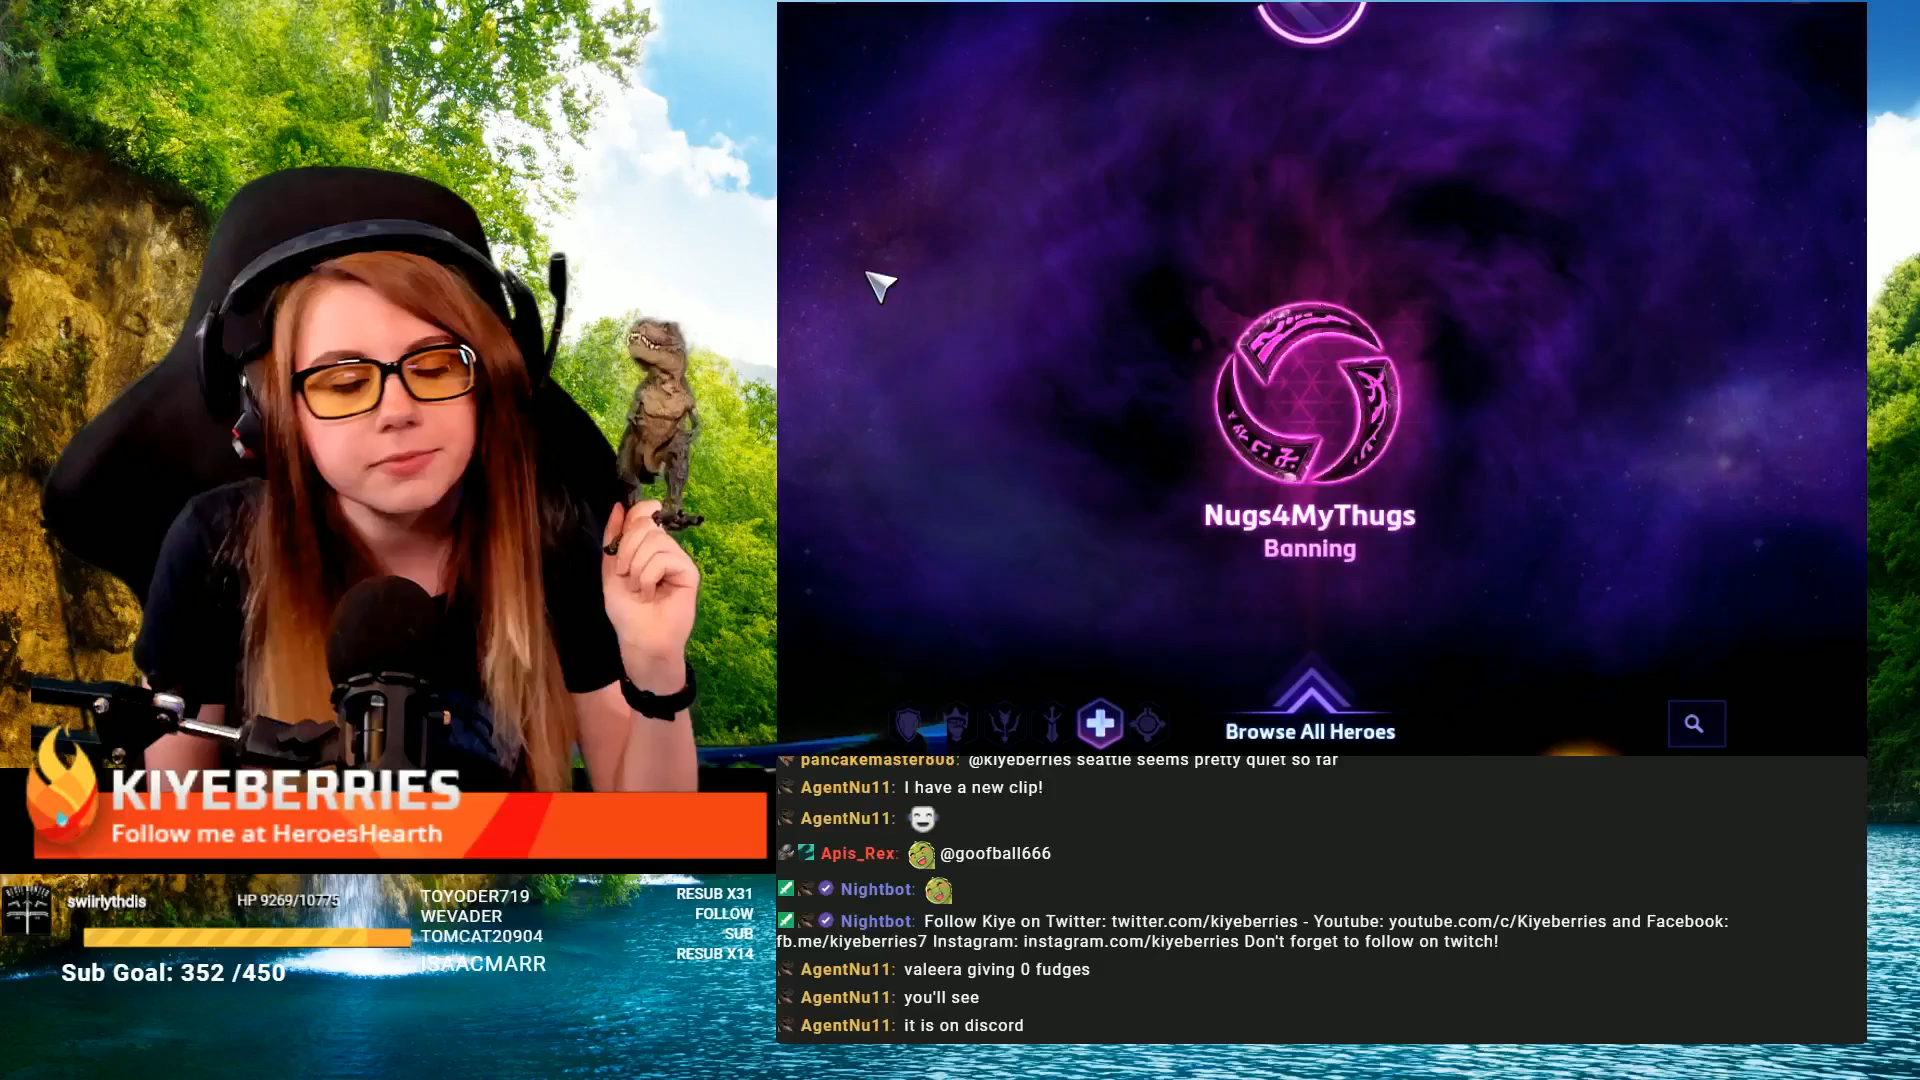 Nugs4MyThugs
Banning
Browse All Heroes
pancakemaster808: @kiyeberries seattle seems pretty quiet so far
AgentNu11: I have a new clip!
AgentNu11:
Apis_Rex: @goofball666
Nightbot:
Nightbot: Follow Kiye on Twitter: twitter.com/kiyeberries - Youtube: youtube.com/c/Kiyeberries and Facebook:
fb.me/kiyeberries7 Instagram: instagram.com/kiyeberries Don't forget to follow on twitch!
AgentNu11: valeera giving 0 fudges
AgentNu11: you'll see
AgentNu11: it is on discord
KIYEBERRIES
Follow me at HeroesHearth
swiirlythdis HP 9269/10775
Sub Goal: 352 /450
TOYODER719 RESUB X31
WEVADER FOLLOW
TOMCAT20904 SUB
ISAACMARR RESUB X14